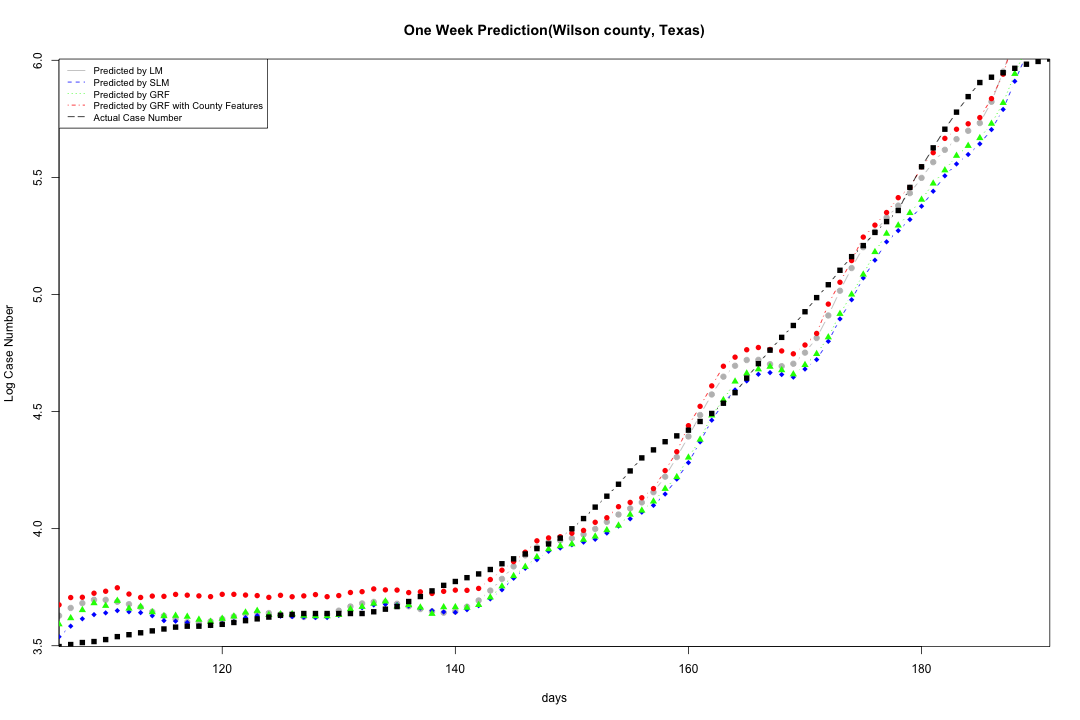 One Week Prediction(Wilson county, Texas)
Predicted by LM
Predicted by SLM
Predicted by GRF
Predicted by GRF with County Features
Actual Case Number
6.0
5.5
5.0
4.5
4.0
3.5
Log Case Number
120
140
160
180
days